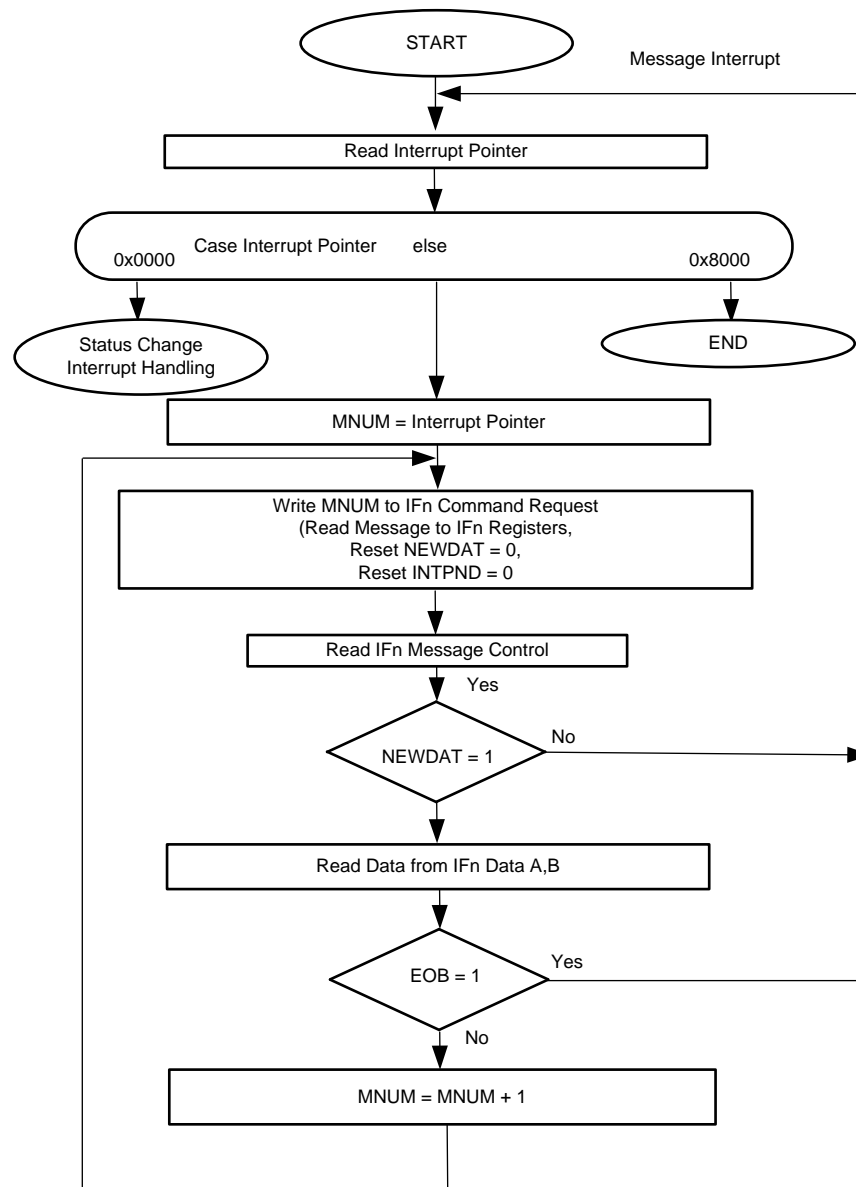 START
Message Interrupt
Read Interrupt Pointer
Case Interrupt Pointer else
0x0000 0x8000
Status Change
Interrupt Handling
END
MNUM = Interrupt Pointer
Write MNUM to IFn Command Request
(Read Message to IFn Registers,
Reset NEWDAT = 0,
Reset INTPND = 0
Read IFn Message Control
Yes
NEWDAT = 1
No
Read Data from IFn Data A,B
EOB = 1
Yes
No
MNUM = MNUM + 1